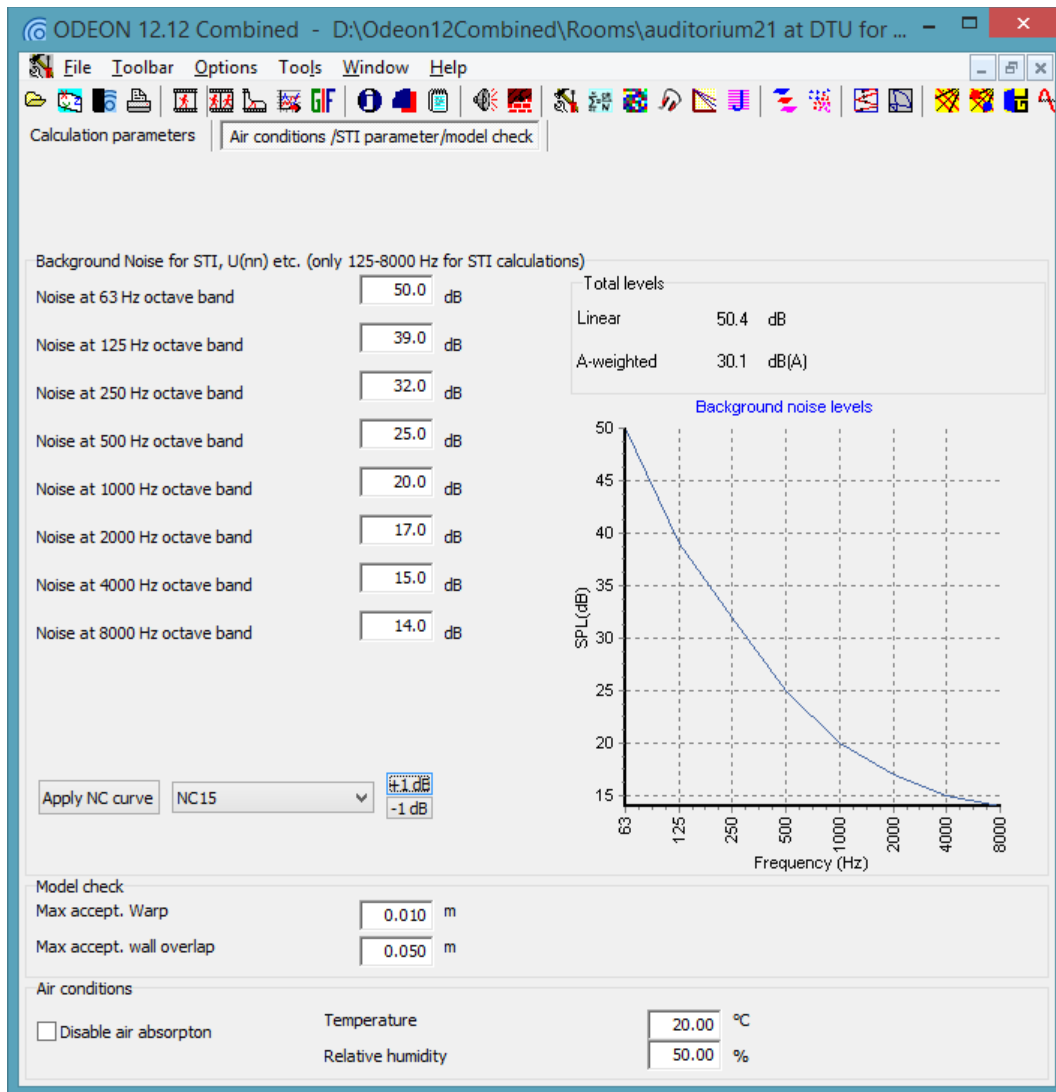 ODEON 12.12 Combined - D:\Odeon12Combined\Rooms\auditorium21 at DTU for ...
File Toolbar Options Tools Window Help
GIF
Calculation parameters Air conditions /STI parameter/model check
Background Noise for STI, U(nn) etc. (only 125-8000 Hz for STI calculations)
Noise at 63 Hz octave band 50.0 dB
Noise at 125 Hz octave band 39.0 dB
Noise at 250 Hz octave band 32.0 dB
Noise at 500 Hz octave band 25.0 dB
Noise at 1000 Hz octave band 20.0 dB
Noise at 2000 Hz octave band 17.0 dB
Noise at 4000 Hz octave band 15.0 dB
Noise at 8000 Hz octave band 14.0 dB
Apply NC curve NC15 +1 dB
-1 dB
Total levels
Linear 50.4 dB
A-weighted 30.1 dB(A)
Background noise levels
50
45
40
35
30
25
20
15
SPL(dB)
63 125 250 500 1000 2000 4000 8000
Frequency (Hz)
Model check
Max accept. Warp 0.010 m
Max accept. wall overlap 0.050 m
Air conditions
Disable air absorpton
Temperature 20.00 ºC
Relative humidity 50.00 %